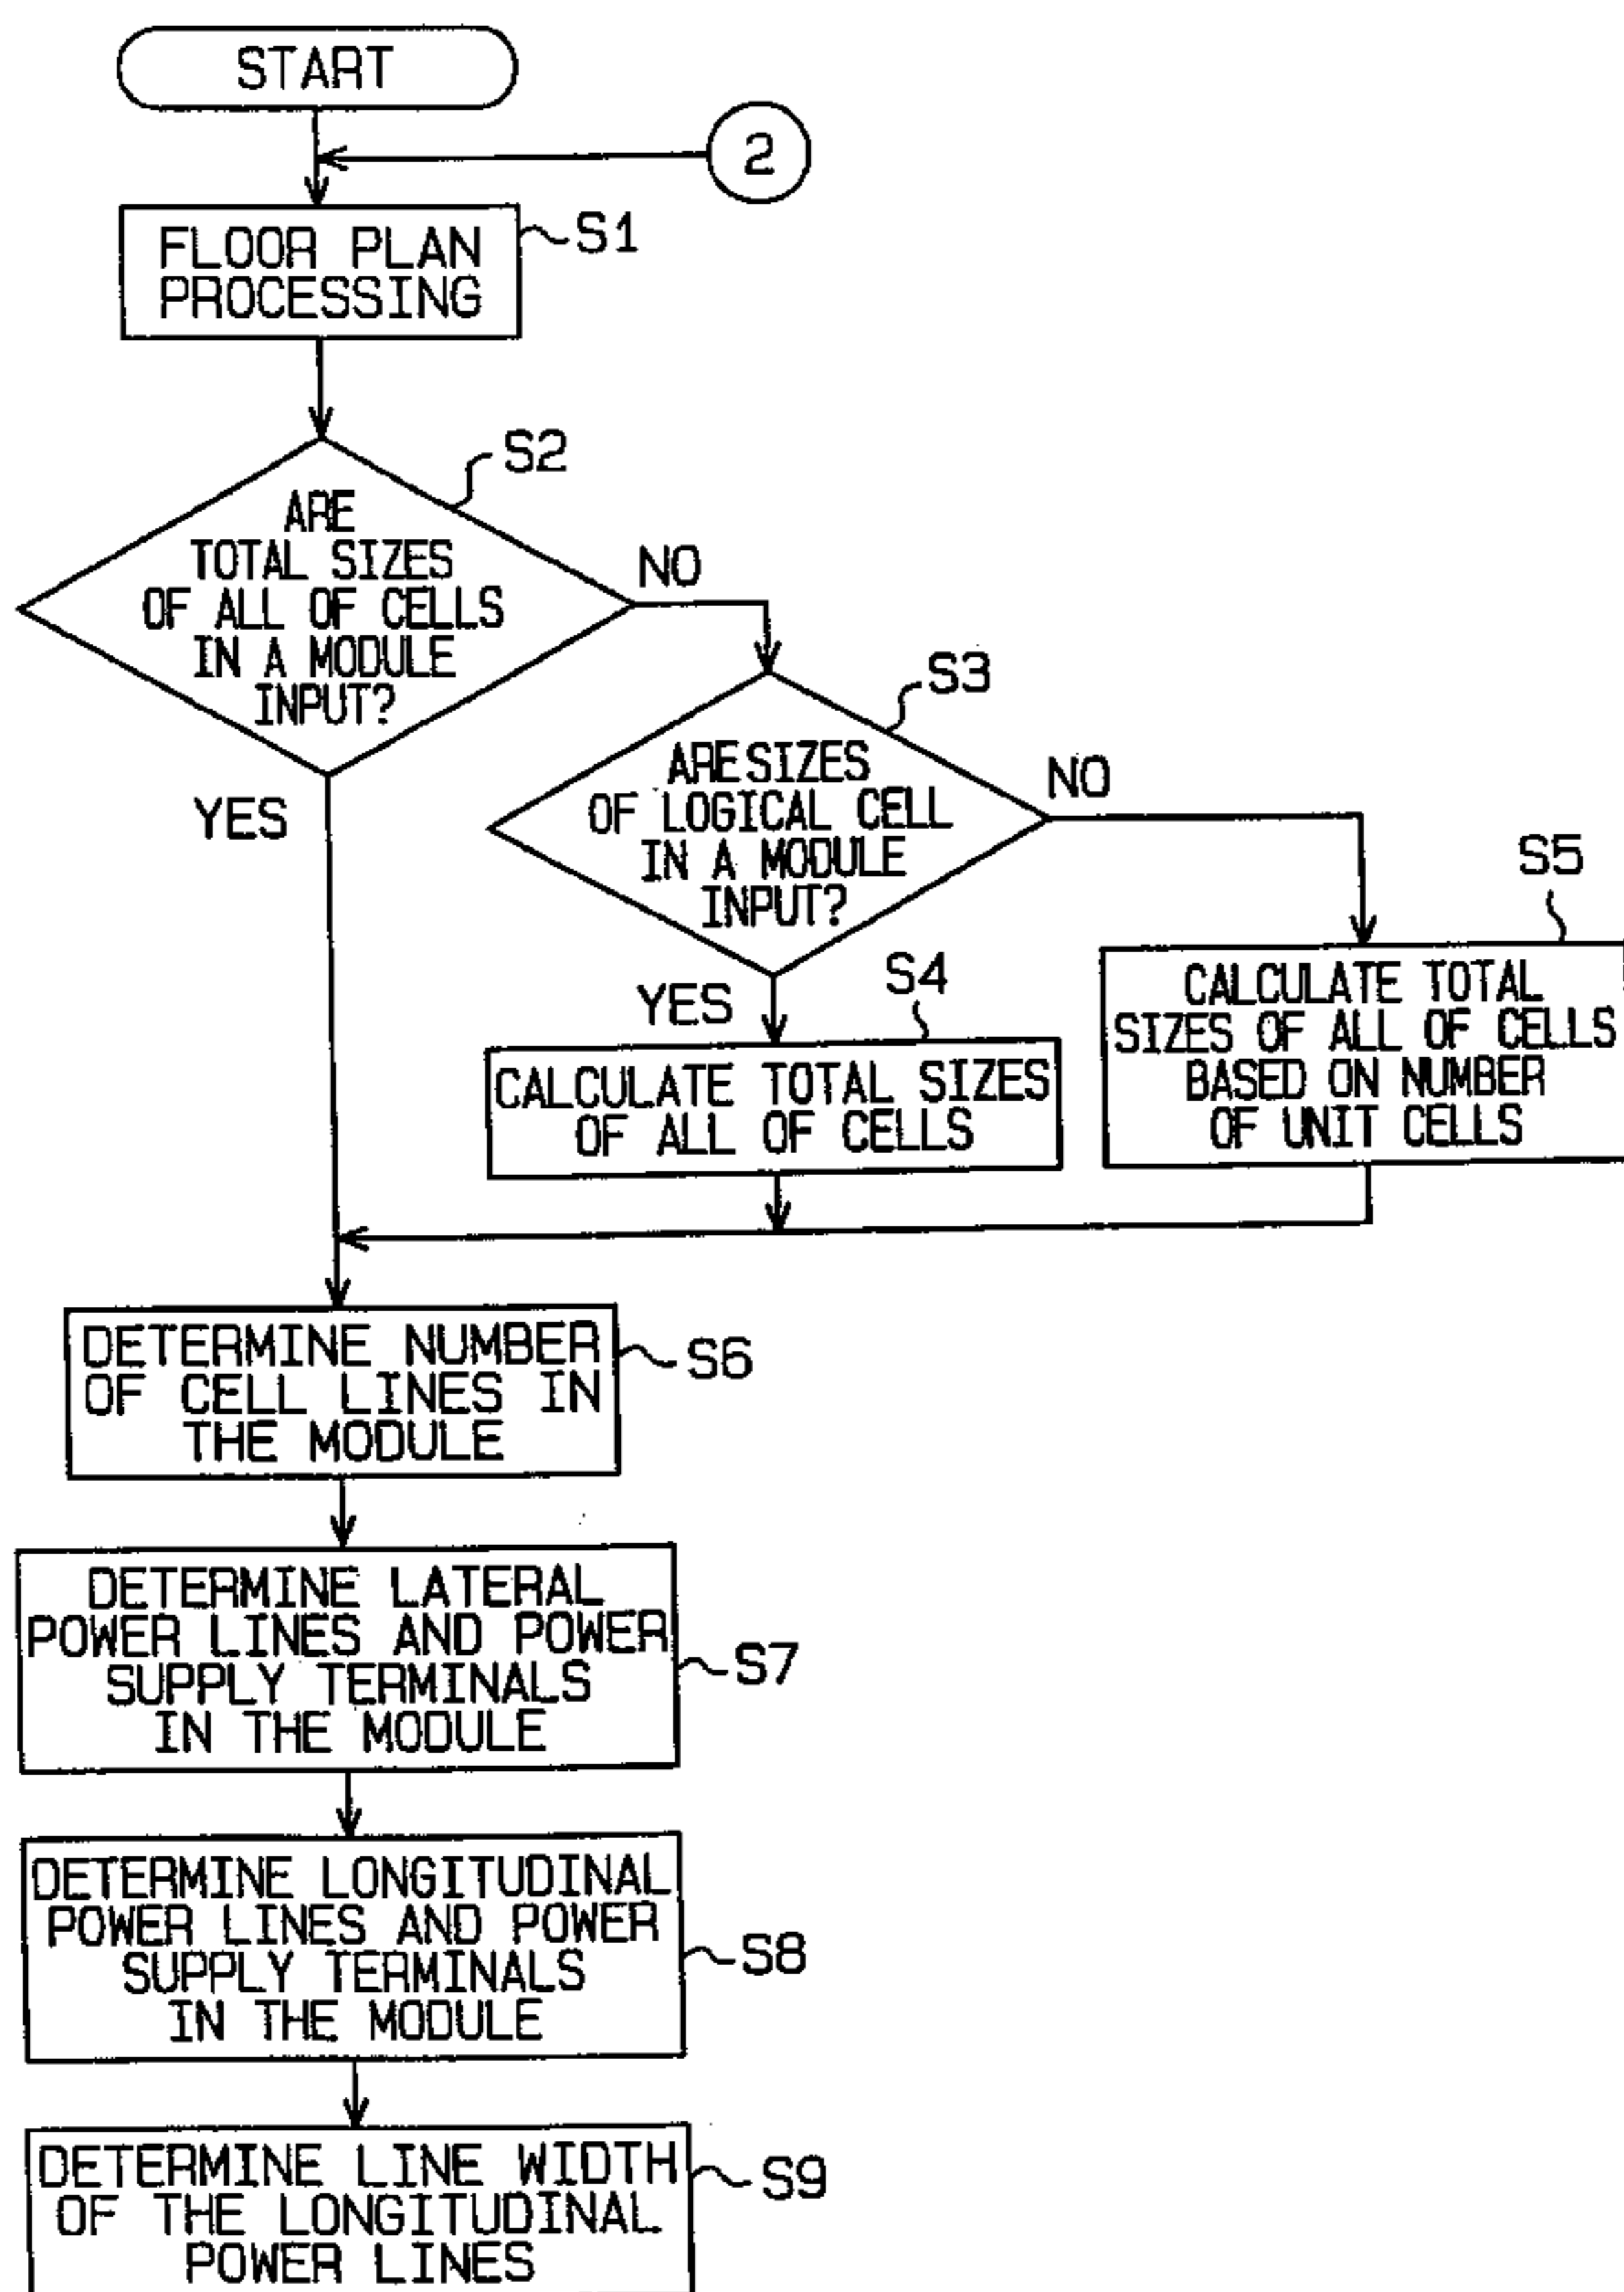 START
2
FLOOR PLAN
PROCESSING
S1
S2
ARE
TOTAL SIZES
OF ALL OF CELLS
IN A MODULE
INPUT?
NO
YES
S3
ARE SIZES
OF LOGICAL CELL
IN A MODULE
INPUT?
NO
YES
S5
CALCULATE TOTAL
SIZES OF ALL OF CELLS
BASED ON NUMBER
OF UNIT CELLS
S4
CALCULATE TOTAL SIZES
OF ALL OF CELLS
DETERMINE NUMBER
OF CELL LINES IN
THE MODULE
S6
DETERMINE LATERAL
POWER LINES AND POWER
SUPPLY TERMINALS
IN THE MODULE
S7
DETERMINE LONGITUDINAL
POWER LINES AND POWER
SUPPLY TERMINALS
IN THE MODULE
S8
DETERMINE LINE WIDTH
OF THE LONGITUDINAL
POWER LINES
S9